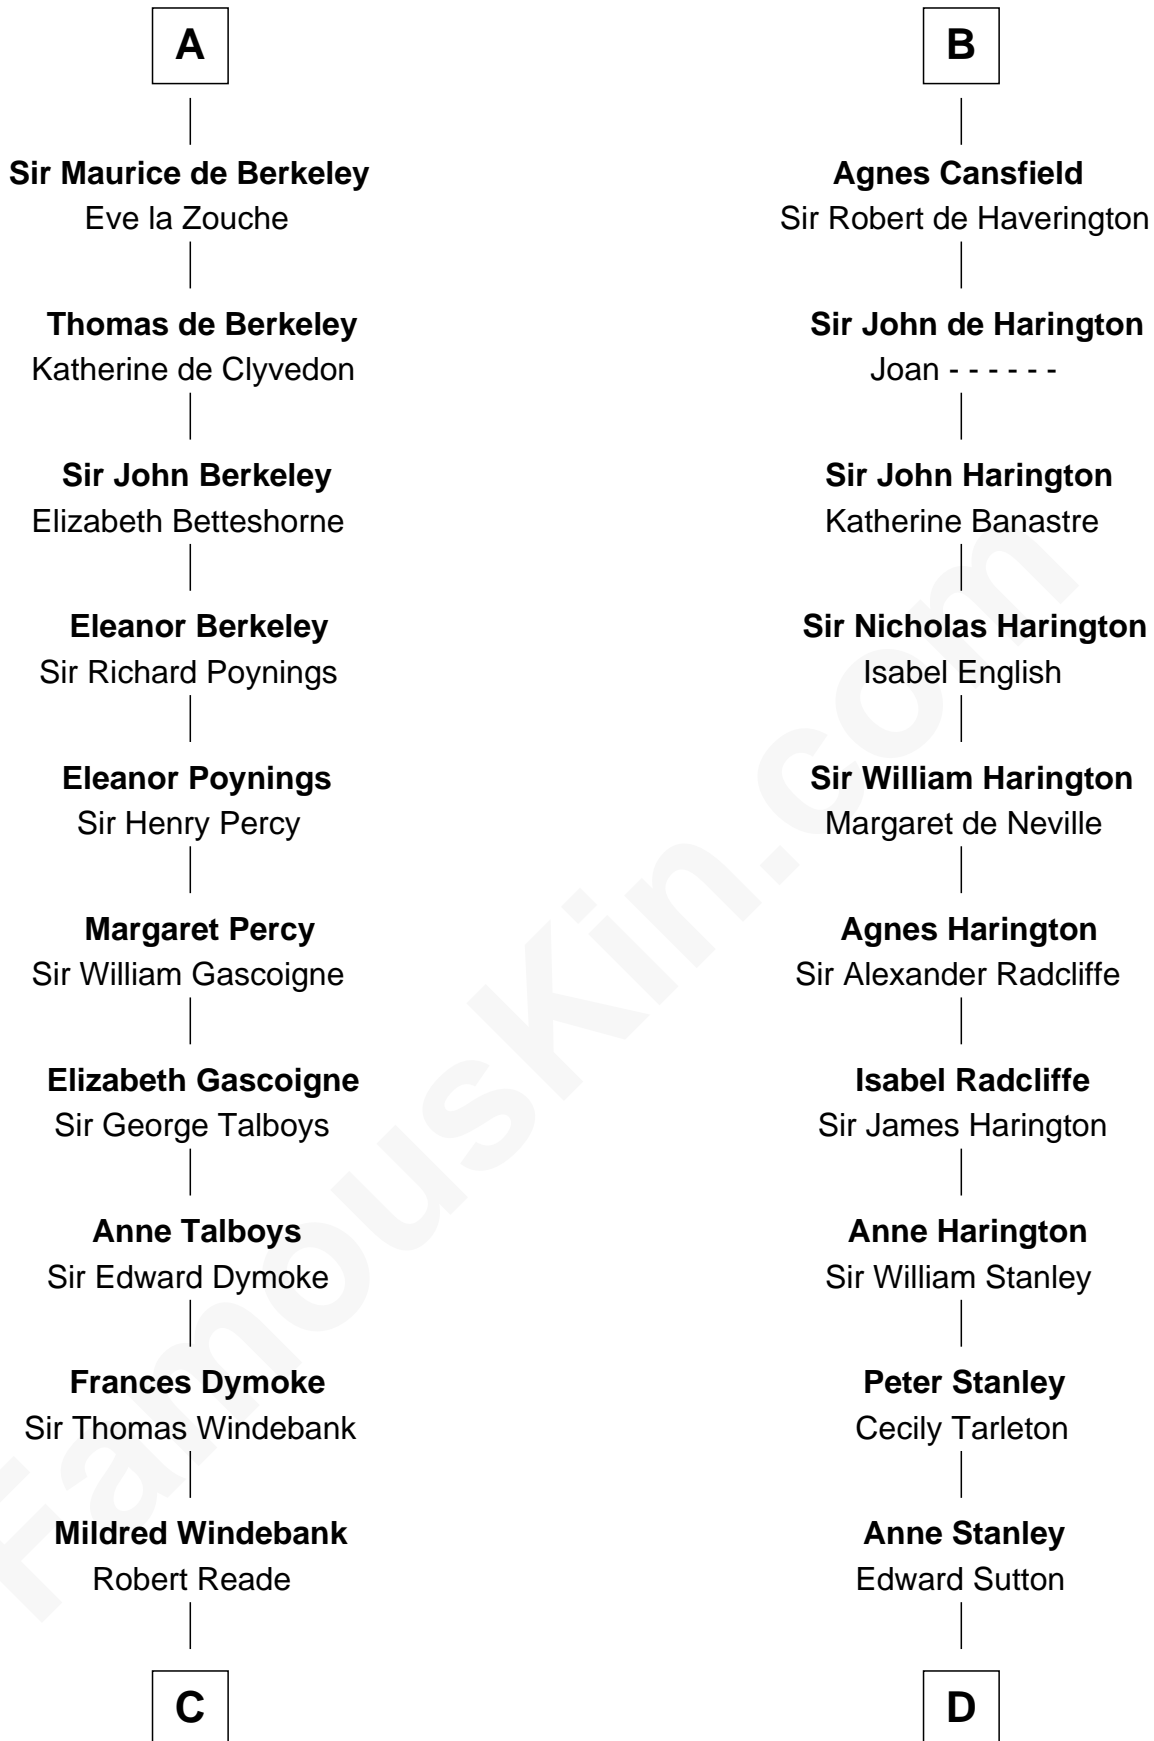 A
Sir Maurice de Berkeley
Eve la Zouche
Thomas de Berkeley
Katherine de Clyvedon
Sir John Berkeley
Elizabeth Betteshorne
Eleanor Berkeley
Sir Richard Poynings
Eleanor Poynings
Sir Henry Percy
Margaret Percy
Sir William Gascoigne
Elizabeth Gascoigne
Sir George Talboys
Anne Talboys
Sir Edward Dymoke
Frances Dymoke
Sir Thomas Windebank
Mildred Windebank
Robert Reade
C
B
Agnes Cansfield
Sir Robert de Haverington
Sir John de Harington
Joan - - - - - -
Sir John Harington
Katherine Banastre
Sir Nicholas Harington
Isabel English
Sir William Harington
Margaret de Neville
Agnes Harington
Sir Alexander Radcliffe
Isabel Radcliffe
Sir James Harington
Anne Harington
Sir William Stanley
Peter Stanley
Cecily Tarleton
Anne Stanley
Edward Sutton
D
FamousKin.com